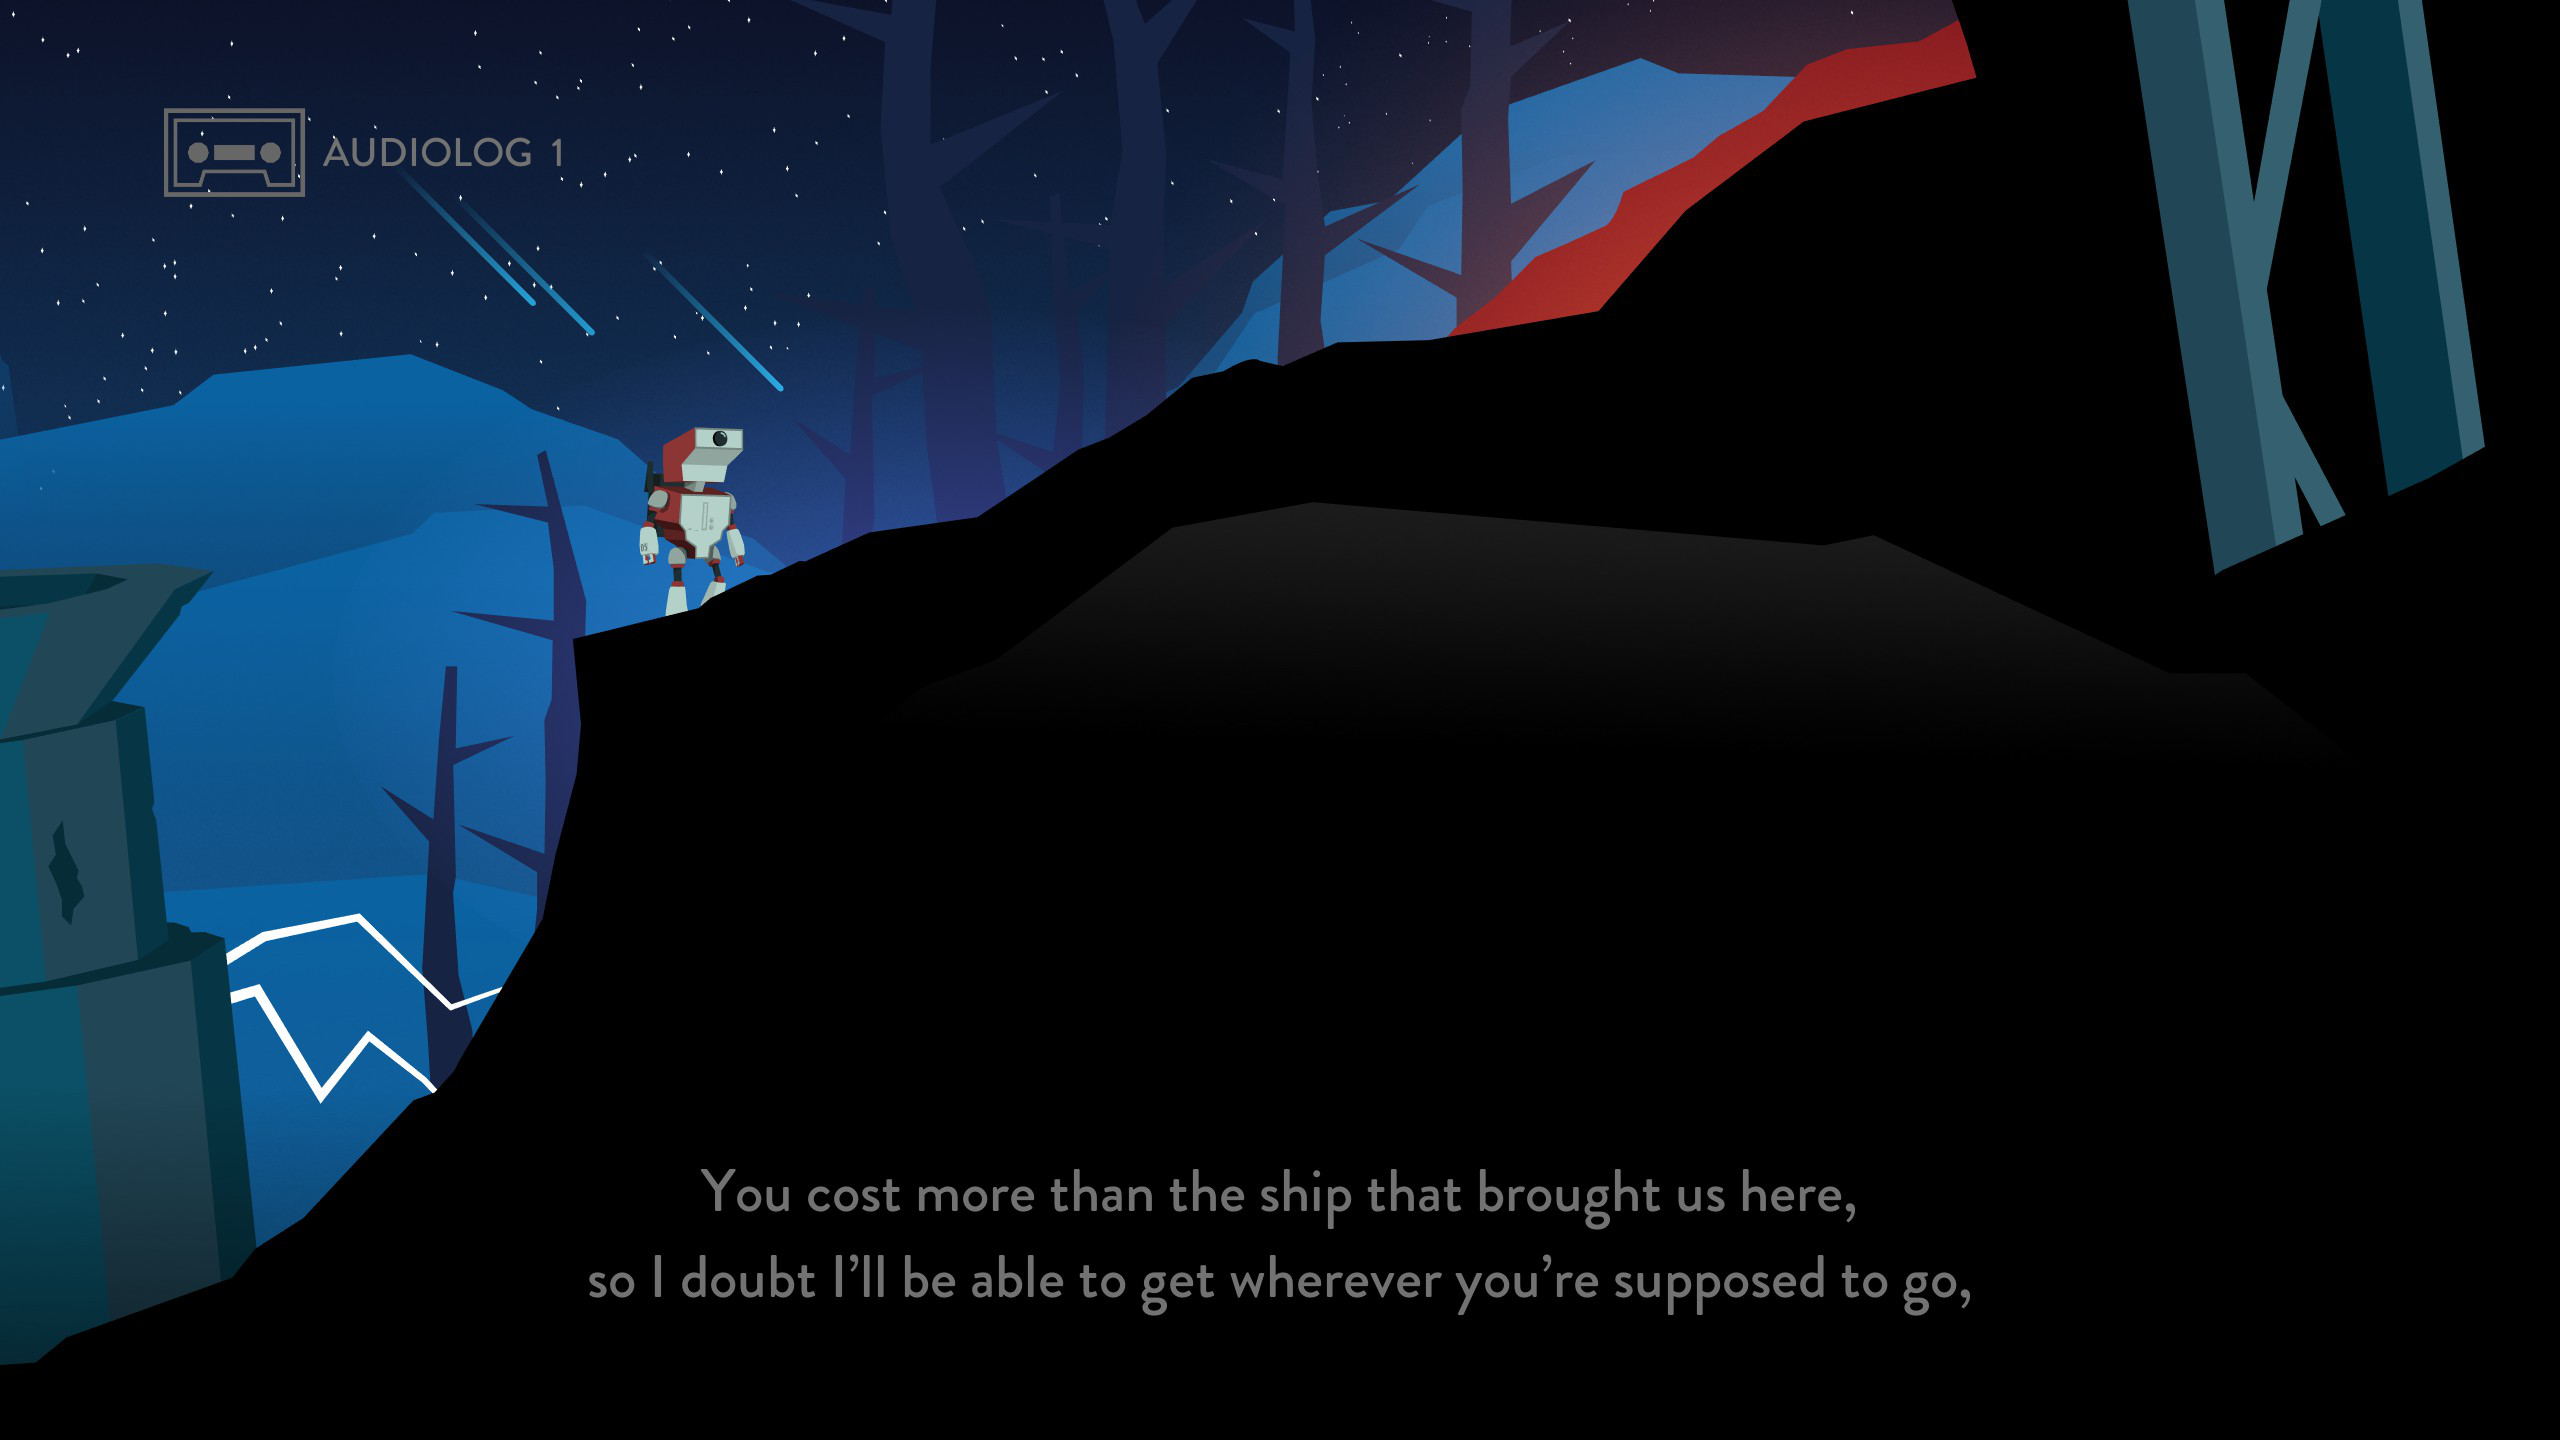 AUDIOLOG 1
05
You cost more than the ship that brought us here,
so I doubt I’ll be able to get wherever you’re supposed to go,